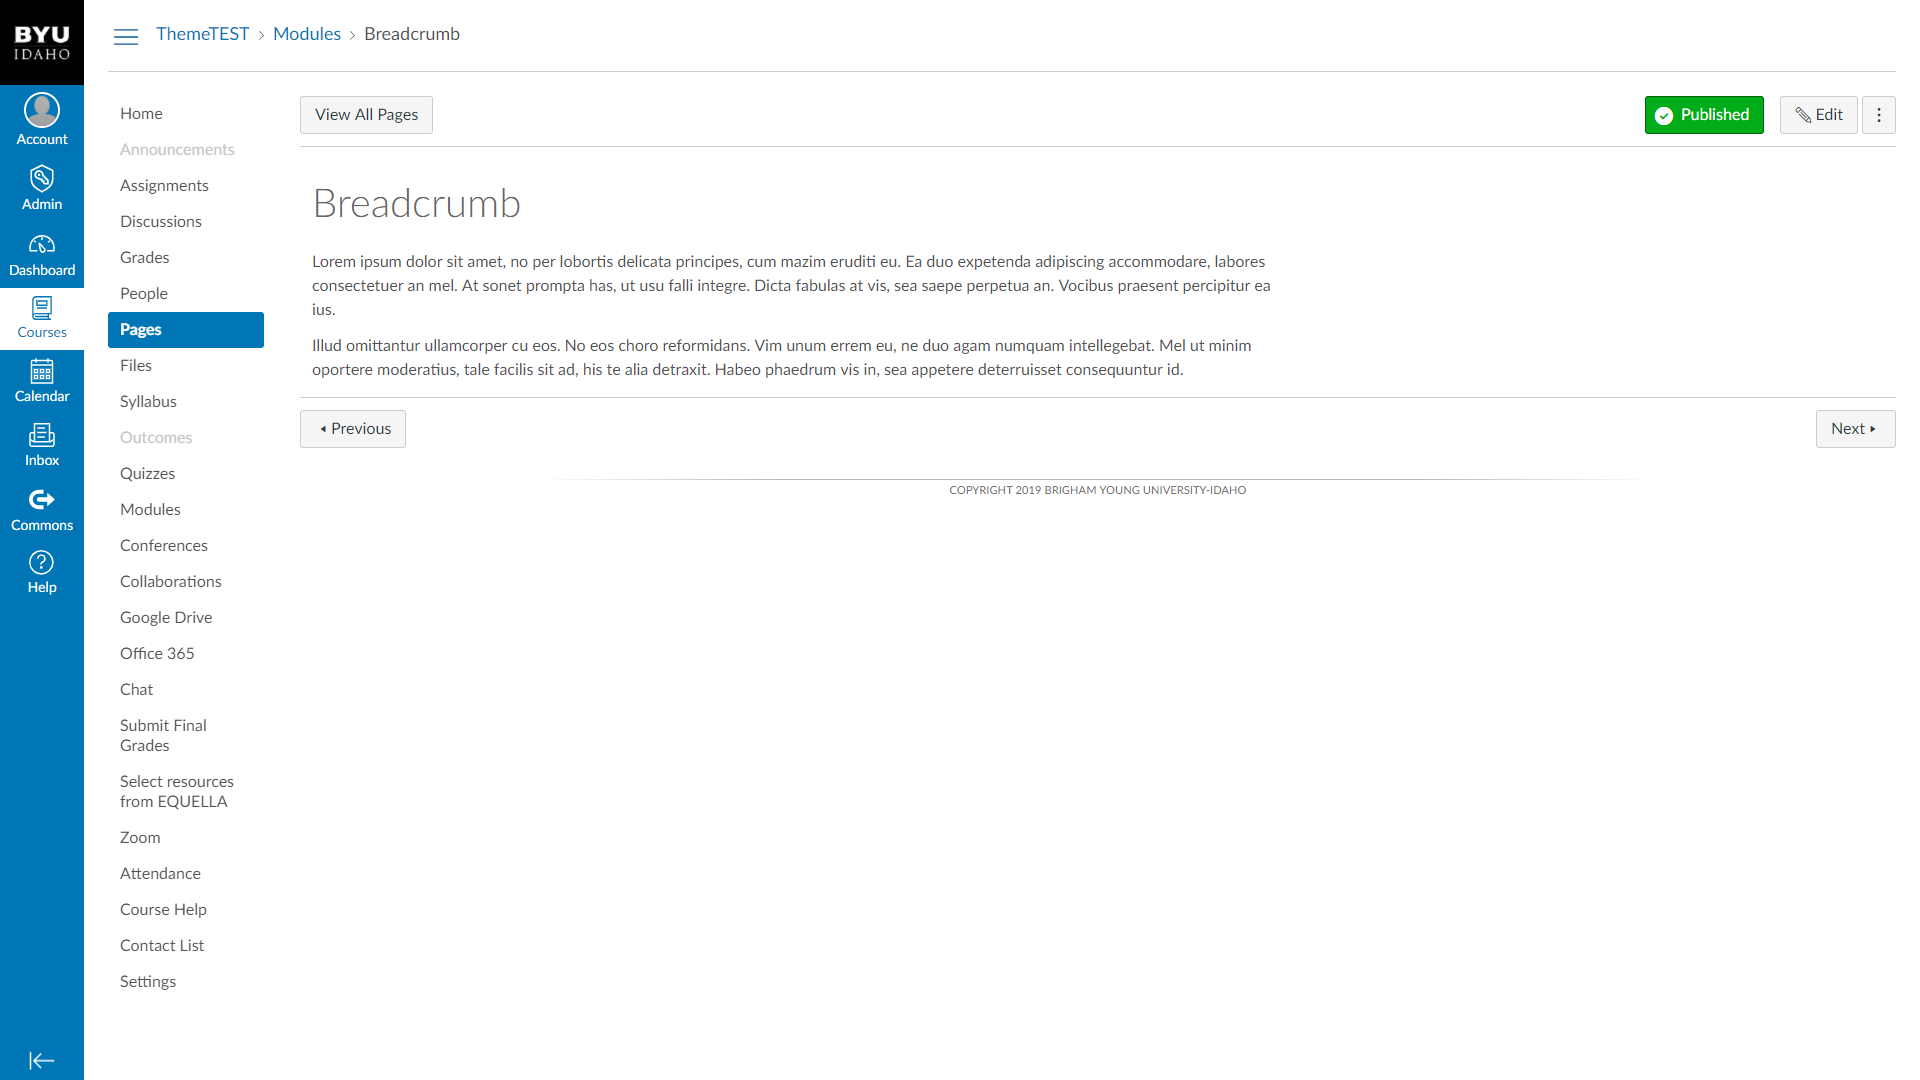 BYU
IDAHO
Account
Admin
Dashboard
Courses
Calendar
Inbox
Commons
Help
ThemeTEST > Modules > Breadcrumb
Home
Announcements
Assignments
Discussions
Grades
People
Pages
Files
Syllabus
Outcomes
Quizzes
Modules
Conferences
Collaborations
Google Drive
Office 365
Chat
Submit Final
Grades
Select resources
from EQUELLA
Zoom
Attendance
Course Help
Contact List
Settings
View All Pages
Published
Edit
Breadcrumb
Lorem ipsum dolor sit amet, no per lobortis delicata principes, cum mazim eruditi eu. Ea duo expetenda adipiscing accommodare, labores
consectetuer an mel. At sonet prompta has, ut usu falli integre. Dicta fabulas at vis, sea saepe perpetua an. Vocibus praesent percipitur ea
ius.
Illud omittantur ullamcorper cu eos. No eos choro reformidans. Vim unum errem eu, ne duo agam numquam intellegebat. Mel ut minim
oportere moderatius, tale facilis sit ad, his te alia detraxit. Habeo phaedrum vis in, sea appetere deterruisset consequuntur id.
Previous
Next
COPYRIGHT 2019 BRIGHAM YOUNG UNIVERSITY-IDAHO